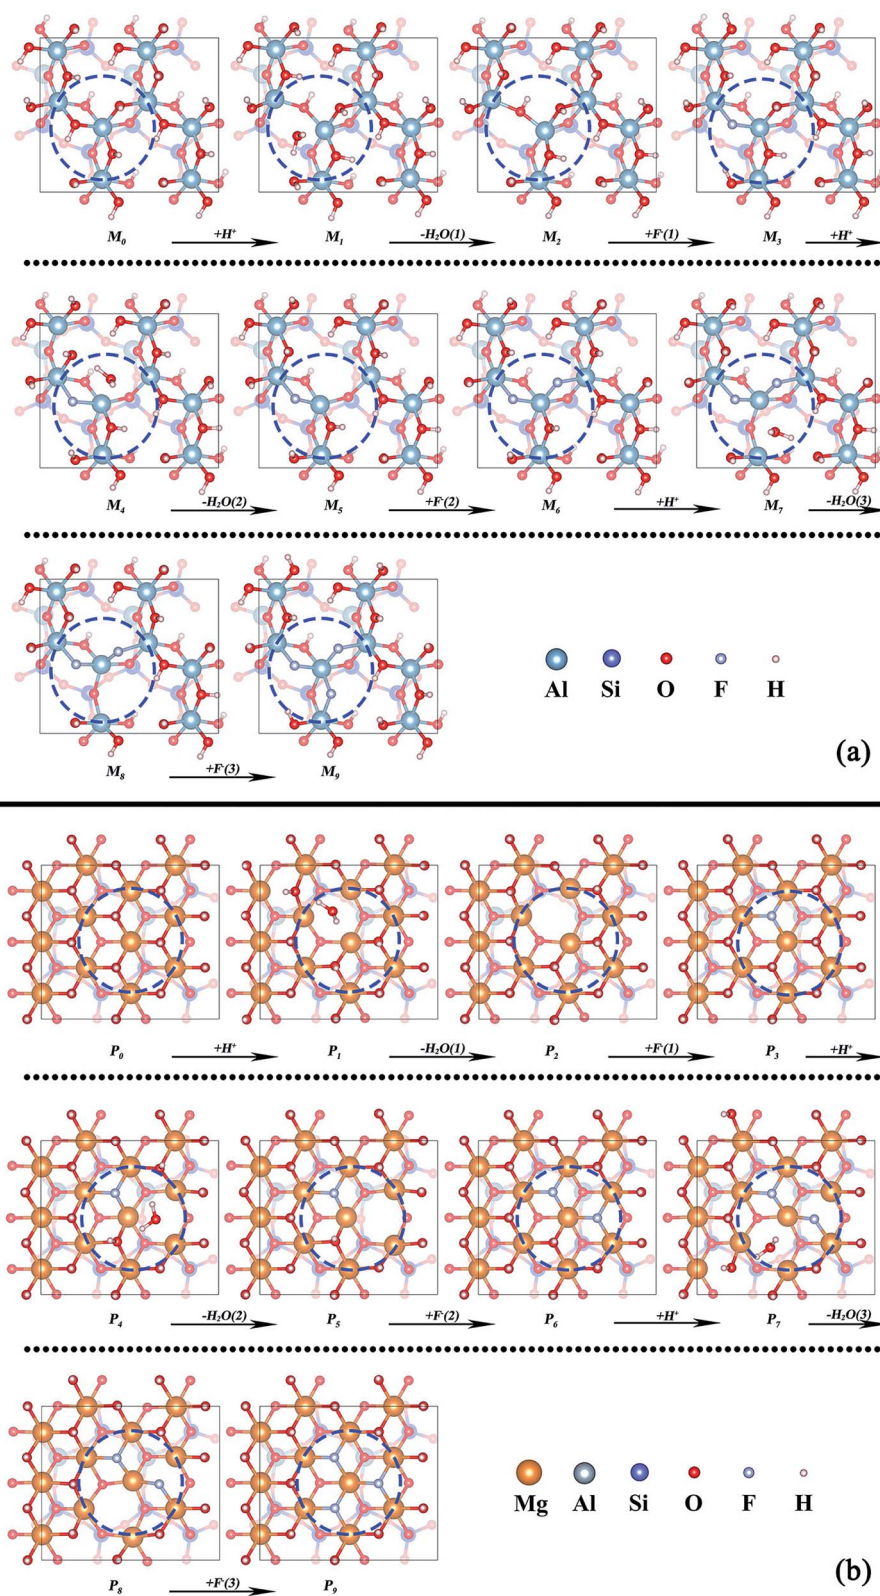 M₀ +H⁺ M₁ -H₂O(1) M₂ +F⁻(1) M₃ +H⁺
M₄ -H₂O(2) M₅ +F⁻(2) M₆ +H⁺ M₇ -H₂O(3)
Al Si O F H
(a)
M₈ +F⁻(3) M₉
P₀ +H⁺ P₁ -H₂O(1) P₂ +F⁻(1) P₃ +H⁺
P₄ -H₂O(2) P₅ +F⁻(2) P₆ +H⁺ P₇ -H₂O(3)
Mg Al Si O F H
(b)
P₈ +F⁻(3) P₉